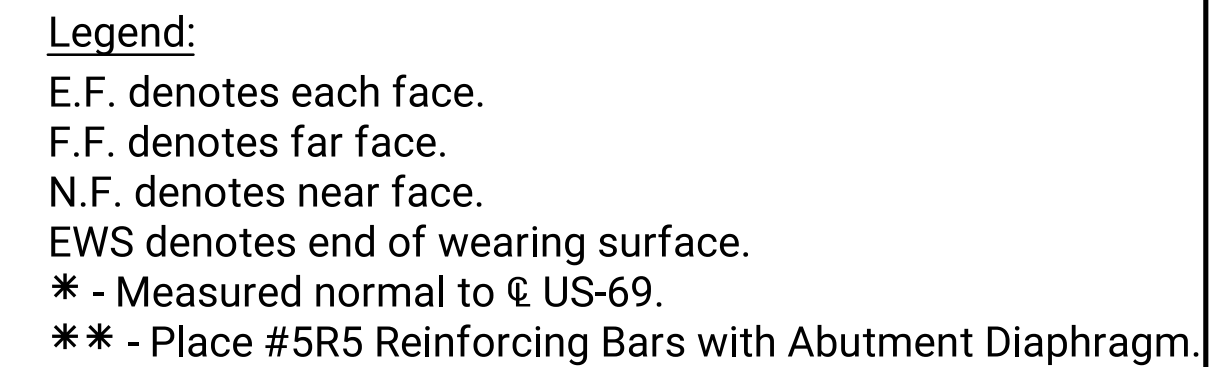 Legend:
E.F. denotes each face.
F.F. denotes far face.
N.F. denotes near face.
EWS denotes end of wearing surface.
* - Measured normal to ℄ US-69.
** - Place #5R5 Reinforcing Bars with Abutment Diaphragm.